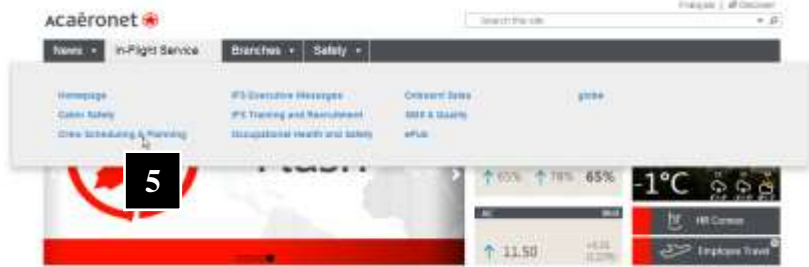 Français | Discover
ACaëronet
Search this site
News In-Flight Service Branches Safety
Homepage IFS Executive Messages Onboard Sales globe
Cabin Safety IFS Training and Recruitment SMS & Quality
Crew Scheduling & Planning Occupational Health and Safety ePub
5
65% 78% 65%
-1°C
AC
hr HR Connex
11.50
Employee Travel